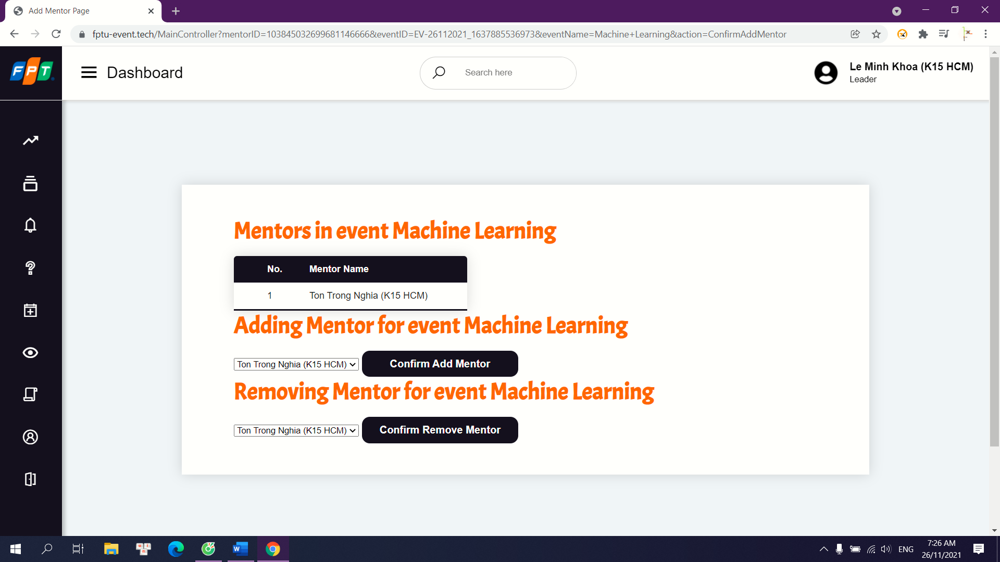 Add Mentor Page
fptu-event.tech/MainController?mentorID=103845032699681146666&eventID=EV-26112021_1637885536973&eventName=Machine+Learning&action=ConfirmAddMentor
FPT
Dashboard
Search here
Le Minh Khoa (K15 HCM)
Leader
Mentors in event Machine Learning
No. Mentor Name
1 Ton Trong Nghia (K15 HCM)
Adding Mentor for event Machine Learning
Ton Trong Nghia (K15 HCM) Confirm Add Mentor
Removing Mentor for event Machine Learning
Ton Trong Nghia (K15 HCM) Confirm Remove Mentor
ENG
7:26 AM
26/11/2021